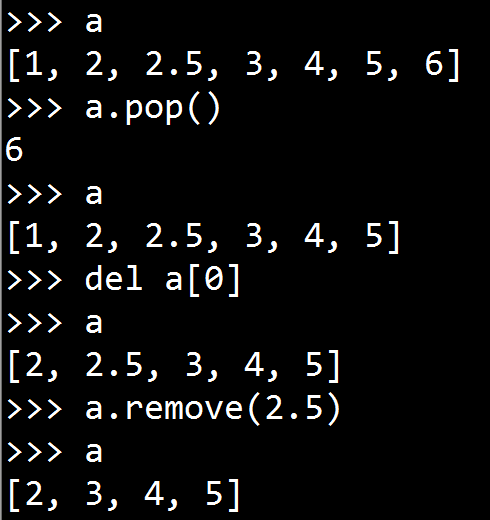 >>> a
[1, 2, 2.5, 3, 4, 5, 6]
>>> a.pop()
6
>>> a
[1, 2, 2.5, 3, 4, 5]
>>> del a[0]
>>> a
[2, 2.5, 3, 4, 5]
>>> a.remove(2.5)
>>> a
[2, 3, 4, 5]